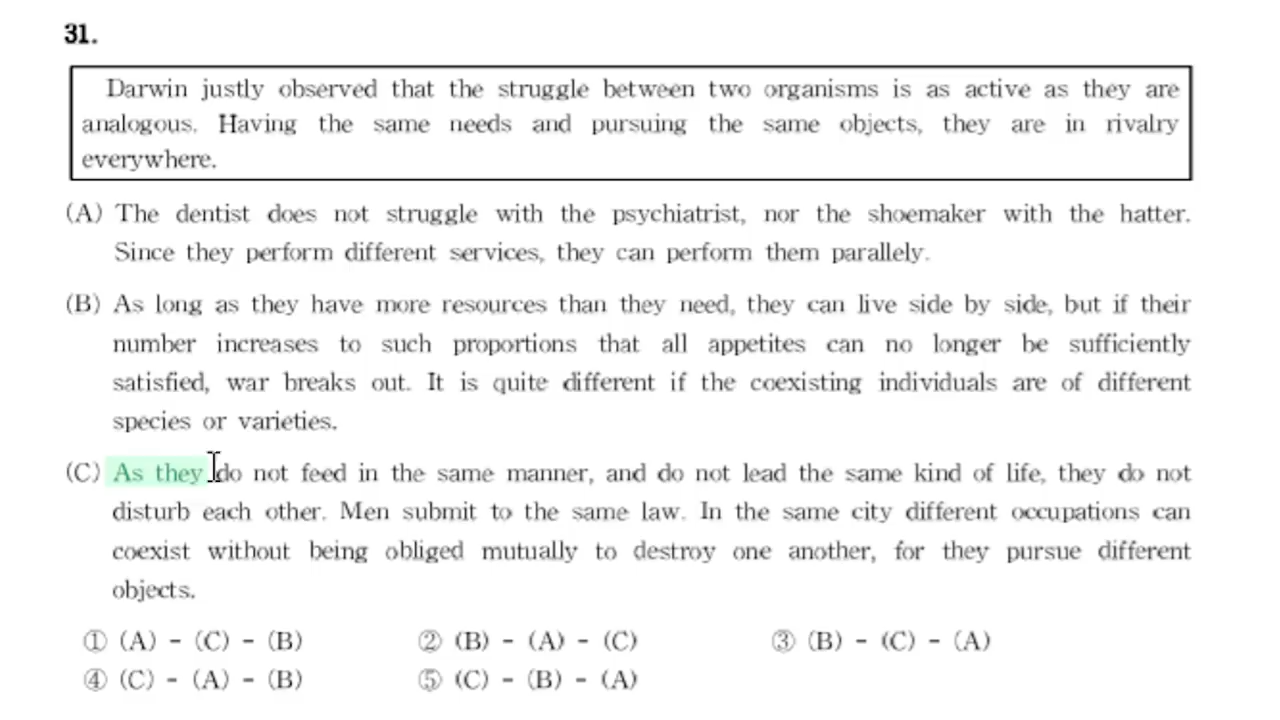 31.
Darwin justly observed that the struggle between two organisms is as active as they are
analogous. Having the same needs and pursuing the same objects, they are in rivalry
everywhere.
(A) The dentist does not struggle with the psychiatrist, nor the shoemaker with the hatter.
Since they perform different services, they can perform them parallely.
(B) As long as they have more resources than they need, they can live side by side, but if their
number increases to such proportions that all appetites can no longer be sufficiently
satisfied, war breaks out. It is quite different if the coexisting individuals are of different
species or varieties.
(C) As they do not feed in the same manner, and do not lead the same kind of life, they do not
disturb each other. Men submit to the same law. In the same city different occupations can
coexist without being obliged mutually to destroy one another, for they pursue different
objects.
① (A) - (C) - (B) ② (B) - (A) - (C) ③ (B) - (C) - (A)
④ (C) - (A) - (B) ⑤ (C) - (B) - (A)